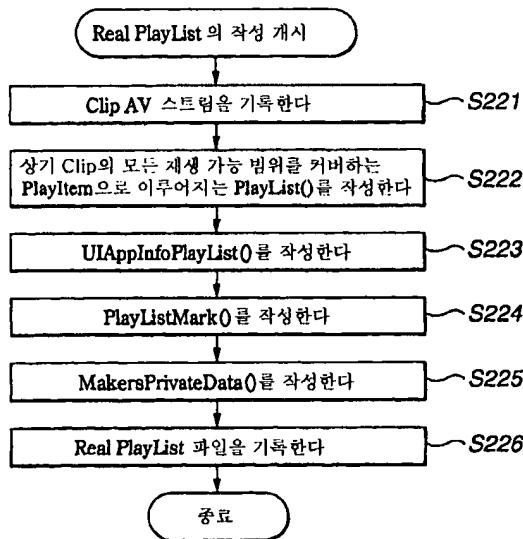 Real PlayList 의 작성 개시
Clip AV 스트림을 기록한다
S221
상기 Clip의 모든 재생 가능 범위를 커버하는
PlayItem으로 이루어지는 PlayList()를 작성한다
S222
UIAppInfoPlayList()를 작성한다
S223
PlayListMark()를 작성한다
S224
MakersPrivateData()를 작성한다
S225
Real PlayList 파일을 기록한다
S226
종료